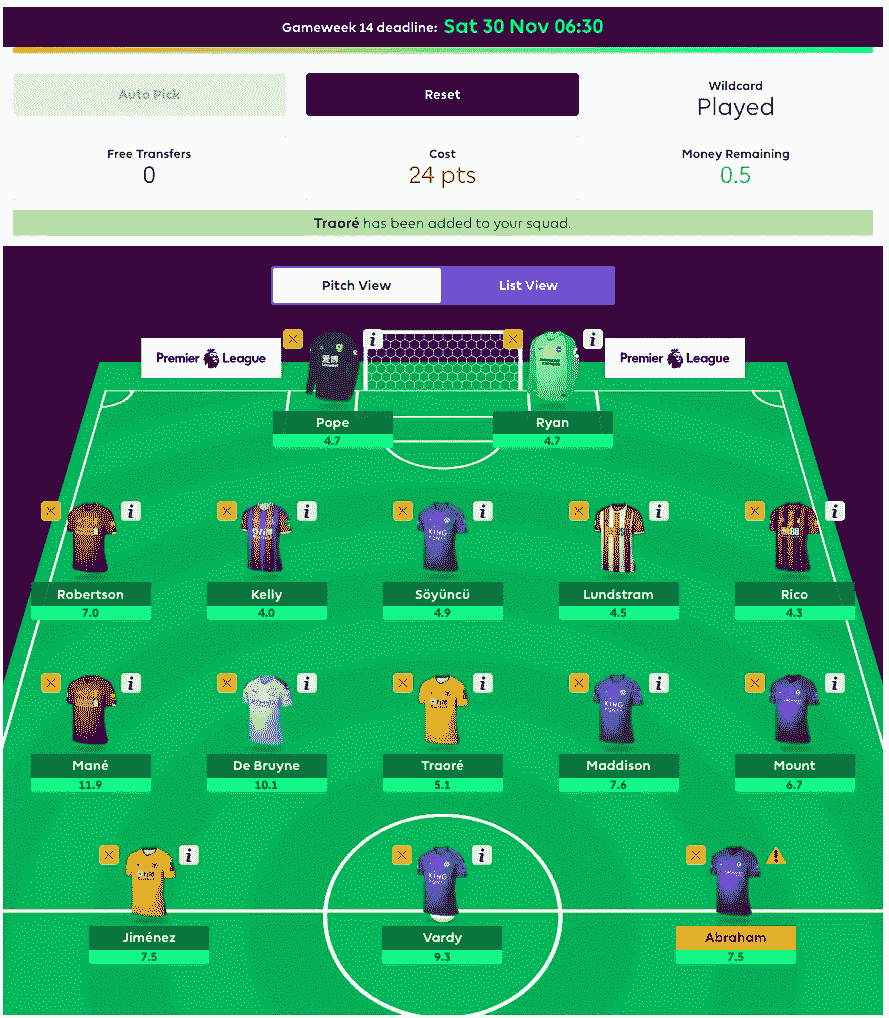 Gameweek 14 deadline: Sat 30 Nov 06:30
Auto Pick
Reset
Wildcard
Played
Free Transfers
0
Cost
24 pts
Money Remaining
0.5
Traoré has been added to your squad.
Pitch View
List View
Premier League
Premier League
Pope
4.7
Ryan
4.7
Robertson
7.0
Kelly
4.0
Söyüncü
4.9
Lundstram
4.5
Rico
4.3
Mané
11.9
De Bruyne
10.1
Traoré
5.1
Maddison
7.6
Mount
6.7
Jiménez
7.5
Vardy
9.3
Abraham
7.5